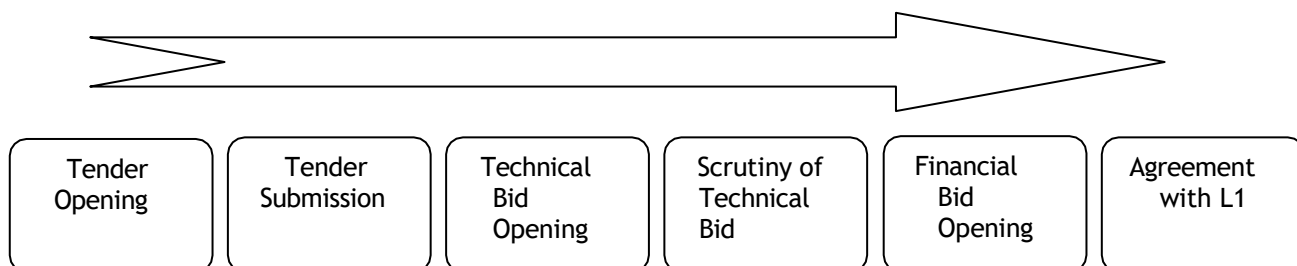 Tender
Opening
Tender
Submission
Technical
Bid
Opening
Scrutiny of
Technical
Bid
Financial
Bid
Opening
Agreement
with L1